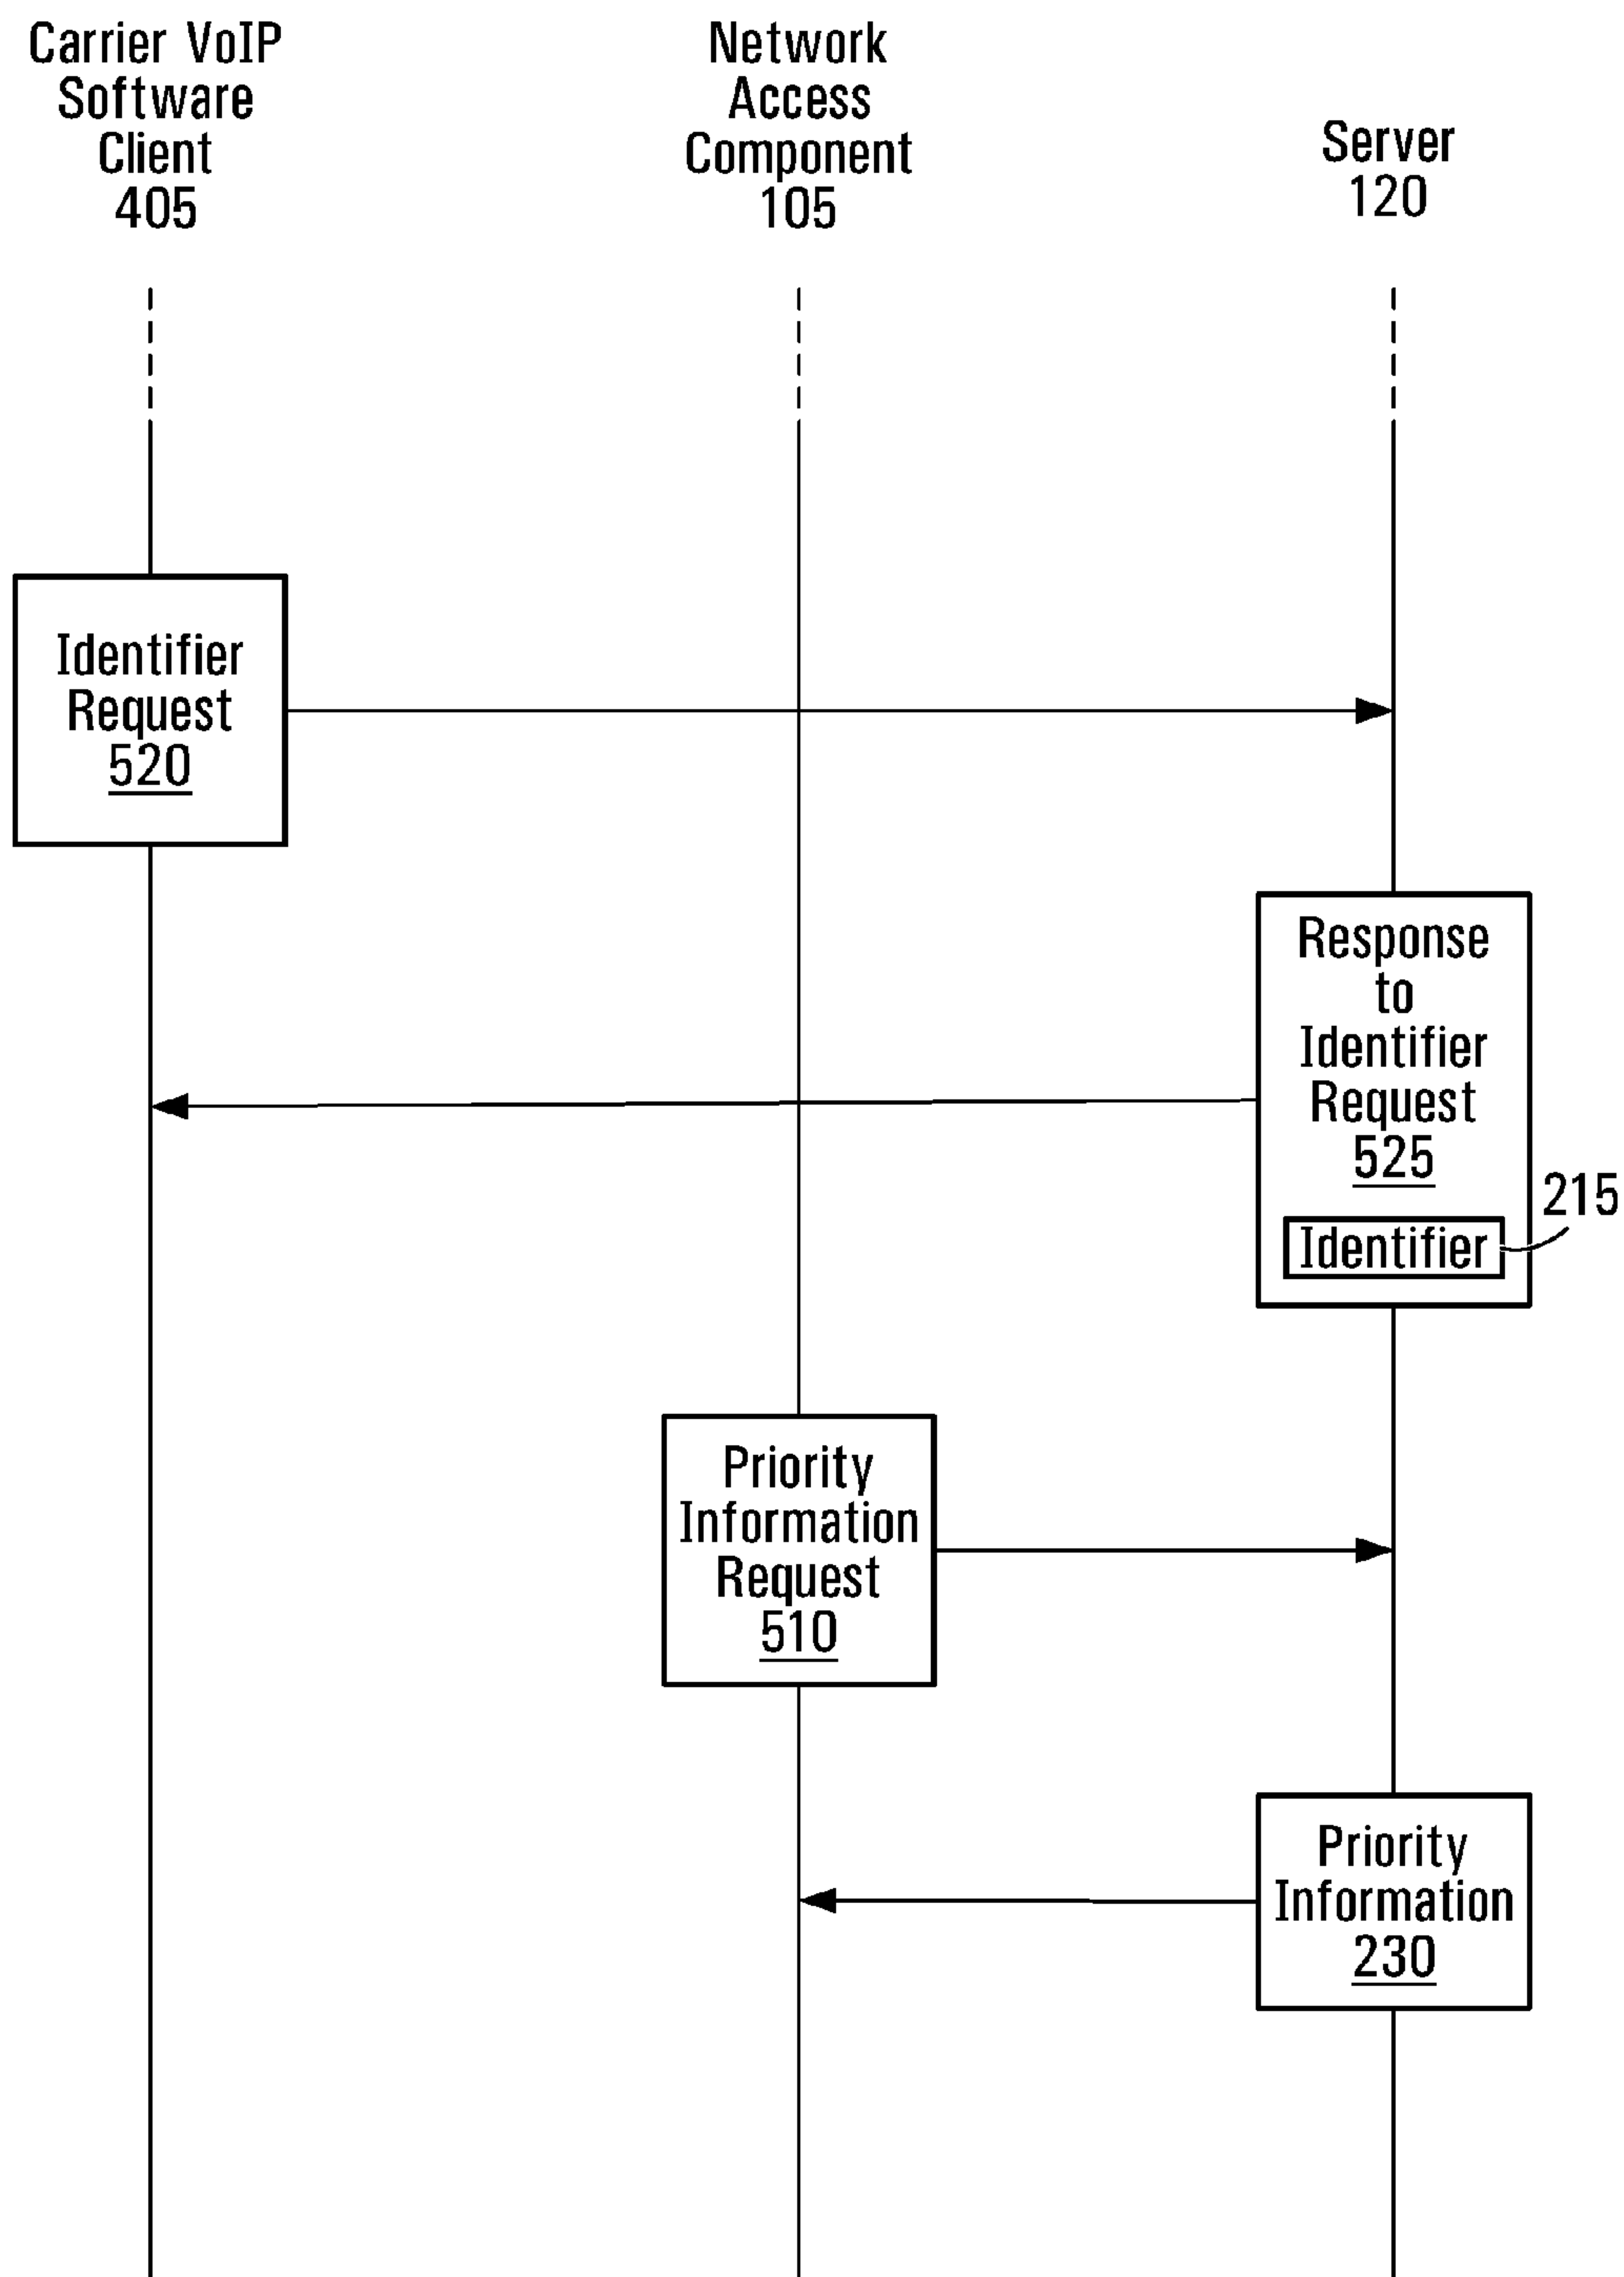 Carrier VoIP
Software
Client
405
Network
Access
Component
105
Server
120
Identifier
Request
520
Response
to
Identifier
Request
525
215
Identifier
Priority
Information
Request
510
Priority
Information
230